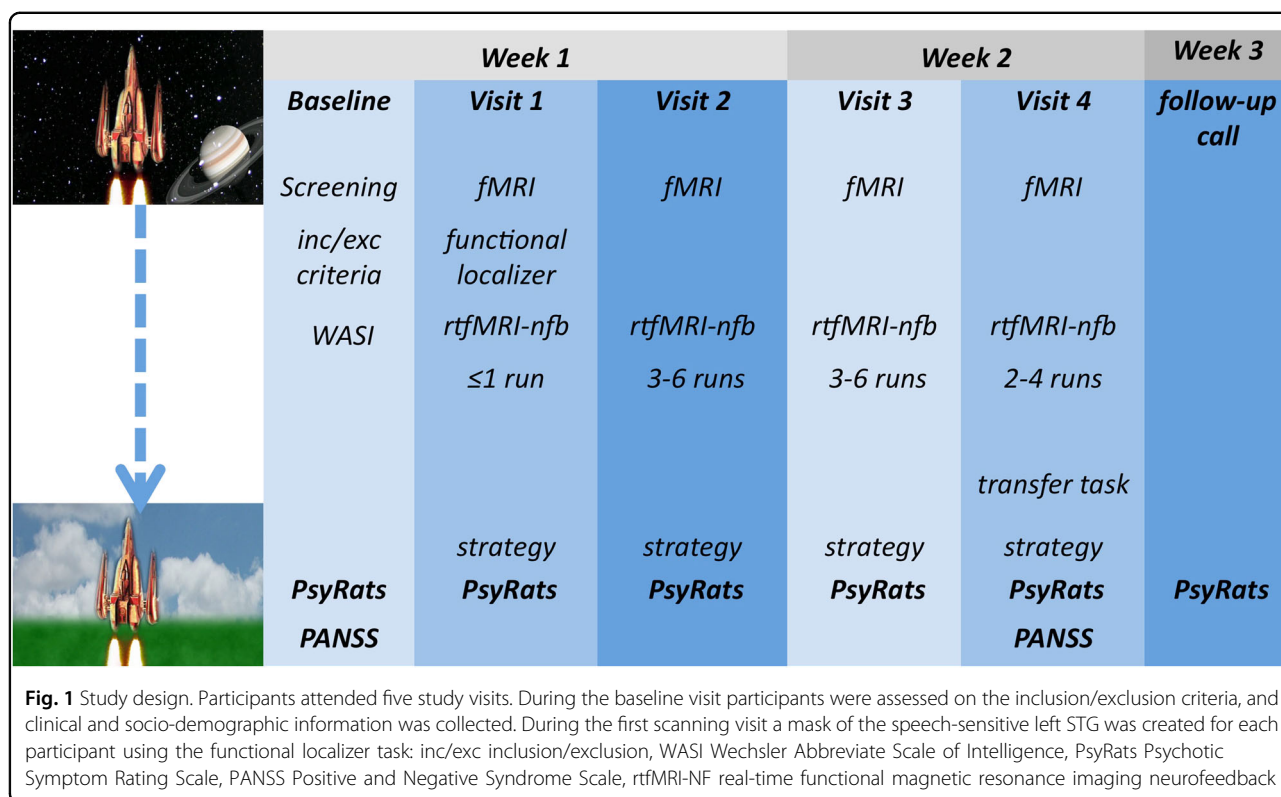 Week 1 Week 2 Week 3
Baseline Visit 1 Visit 2 Visit 3 Visit 4 follow-up
call
Screening fMRI fMRI fMRI fMRI
inc/exc functional
criteria localizer
WASI rtfMRI-nfb rtfMRI-nfb rtfMRI-nfb rtfMRI-nfb
≤1 run 3-6 runs 3-6 runs 2-4 runs
transfer task
strategy strategy strategy strategy
PsyRats PsyRats PsyRats PsyRats PsyRats PsyRats
PANSS PANSS
Fig. 1 Study design. Participants attended five study visits. During the baseline visit participants were assessed on the inclusion/exclusion criteria, and
clinical and socio-demographic information was collected. During the first scanning visit a mask of the speech-sensitive left STG was created for each
participant using the functional localizer task: inc/exc inclusion/exclusion, WASI Wechsler Abbreviate Scale of Intelligence, PsyRats Psychotic
Symptom Rating Scale, PANSS Positive and Negative Syndrome Scale, rtfMRI-NF real-time functional magnetic resonance imaging neurofeedback